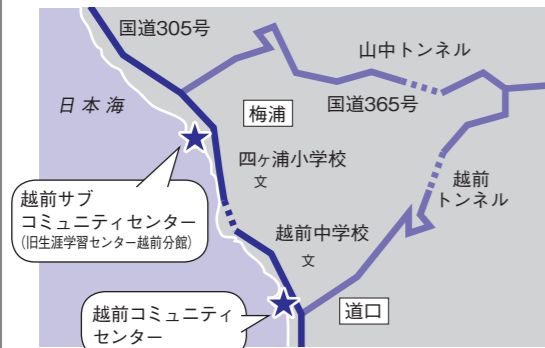 国道305号
山中トンネル
日本海
国道365号
梅浦
四ヶ浦小学校
文
越前
トンネル
越前サブ
コミュニティセンター
(旧生涯学習センター越前分館)
越前中学校
文
越前コミュニティ
センター
道口